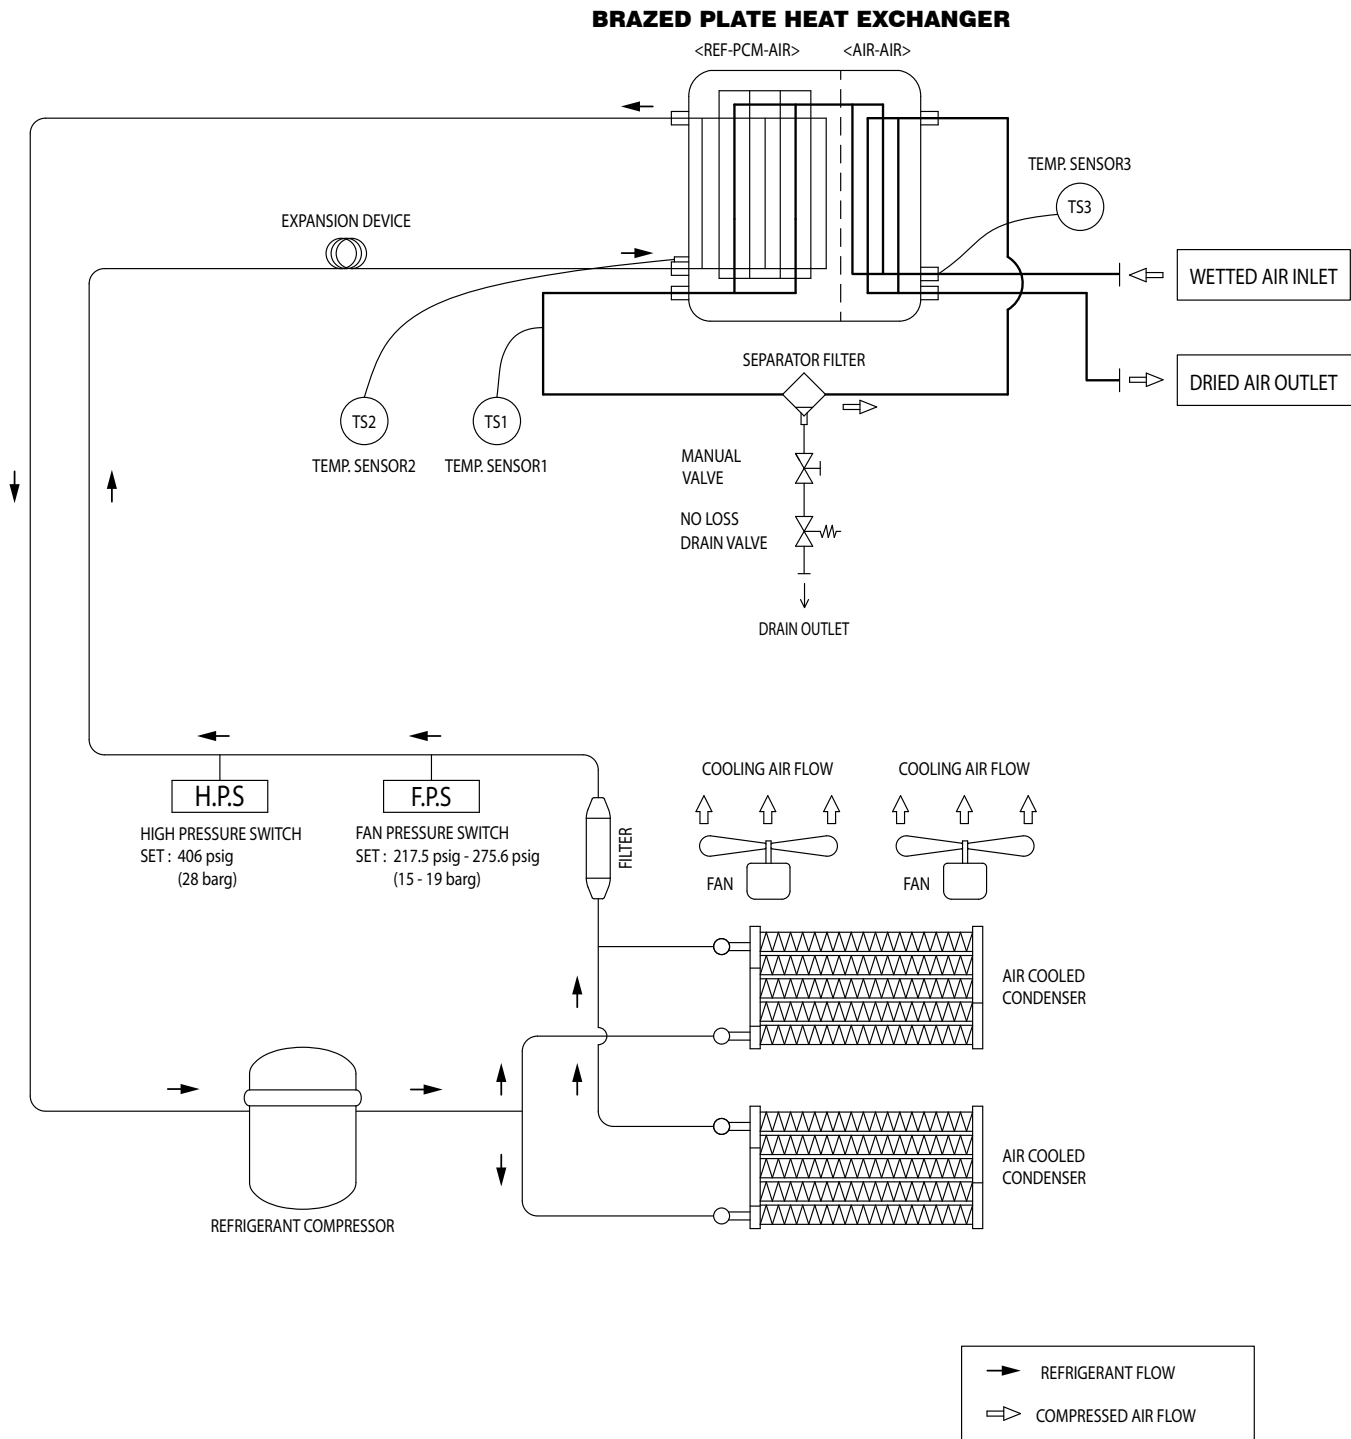 BRAZED PLATE HEAT EXCHANGER
<REF-PCM-AIR>
<AIR-AIR>
TEMP. SENSOR3
TS3
EXPANSION DEVICE
WETTED AIR INLET
SEPARATOR FILTER
DRIED AIR OUTLET
TS2
TS1
TEMP. SENSOR2
TEMP. SENSOR1
MANUAL
VALVE
NO LOSS
DRAIN VALVE
DRAIN OUTLET
COOLING AIR FLOW
COOLING AIR FLOW
H.P.S
F.P.S
HIGH PRESSURE SWITCH
SET : 406 psig
(28 barg)
FAN PRESSURE SWITCH
SET : 217.5 psig - 275.6 psig
(15 - 19 barg)
FILTER
FAN
FAN
AIR COOLED
CONDENSER
AIR COOLED
CONDENSER
REFRIGERANT COMPRESSOR
REFRIGERANT FLOW
COMPRESSED AIR FLOW